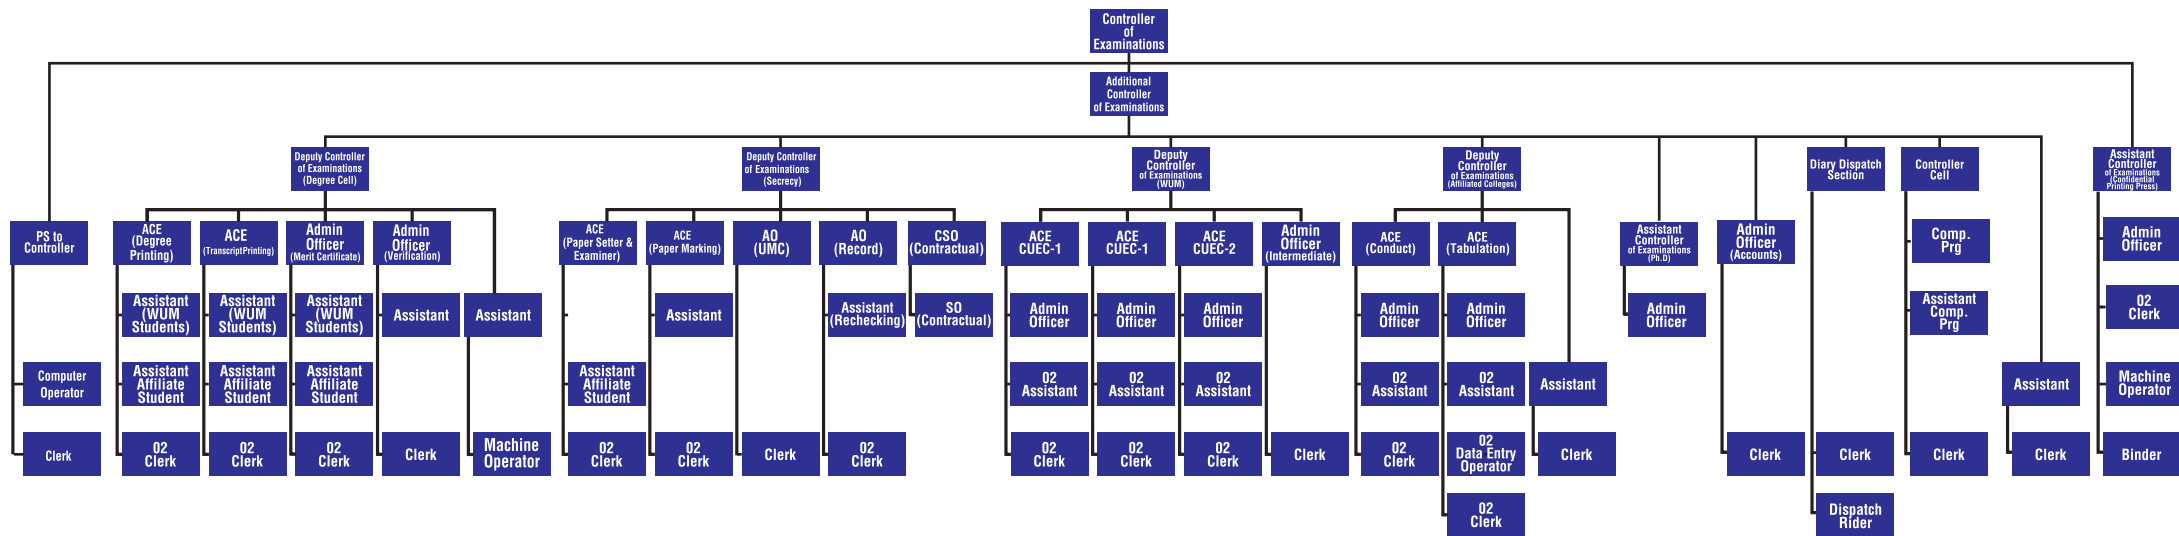 Controller
of
Examinations
Additional
Controller
of Examinations
Deputy Controller
of Examinations
(Degree Cell)
Deputy Controller
of Examinations
(Secrecy)
Deputy
Controller
of Examinations
(WUM)
Deputy
Controller
of Examinations
(Affiliated Colleges)
Diary Dispatch
Section
Controller
Cell
Assistant
Controller
of Examinations
(Confidential
Printing Press)
PS to
Controller
ACE
(Degree
Printing)
ACE
(TranscriptPrinting)
Admin
Officer
(Merit Certificate)
Admin
Officer
(Verification)
ACE
(Paper Setter &
Examiner)
ACE
(Paper Marking)
AO
(UMC)
AO
(Record)
CSO
(Contractual)
ACE
CUEC-1
ACE
CUEC-1
ACE
CUEC-2
Admin
Officer
(Intermediate)
ACE
(Conduct)
ACE
(Tabulation)
Assistant
Controller
of Examinations
(Ph.D)
Admin
Officer
(Accounts)
Comp.
Prg
Admin
Officer
Assistant
(WUM
Students)
Assistant
(WUM
Students)
Assistant
(WUM
Students)
Assistant
Assistant
Assistant
Assistant
(Rechecking)
SO
(Contractual)
Admin
Officer
Admin
Officer
Admin
Officer
Admin
Officer
Admin
Officer
Admin
Officer
Assistant
Comp.
Prg
02
Clerk
Computer
Operator
Assistant
Affiliate
Student
Assistant
Affiliate
Student
Assistant
Affiliate
Student
Assistant
Affiliate
Student
02
Assistant
02
Assistant
02
Assistant
02
Assistant
02
Assistant
Assistant
Assistant
Machine
Operator
Clerk
02
Clerk
02
Clerk
02
Clerk
Clerk
Machine
Operator
02
Clerk
02
Clerk
Clerk
02
Clerk
02
Clerk
02
Clerk
02
Clerk
Clerk
02
Clerk
02
Data Entry
Operator
Clerk
Clerk
Clerk
Clerk
Clerk
Binder
02
Clerk
Dispatch
Rider